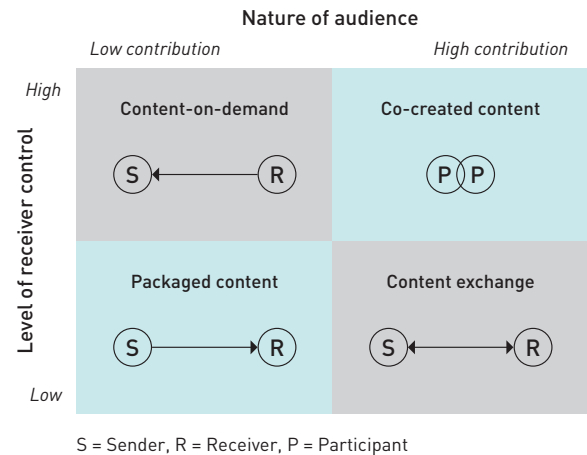 Nature of audience
Low contribution
High contribution
High
Level of receiver control
Low
Content-on-demand
S
R
Co-created content
P P
Packaged content
S
R
Content exchange
S
R
S = Sender, R = Receiver, P = Participant